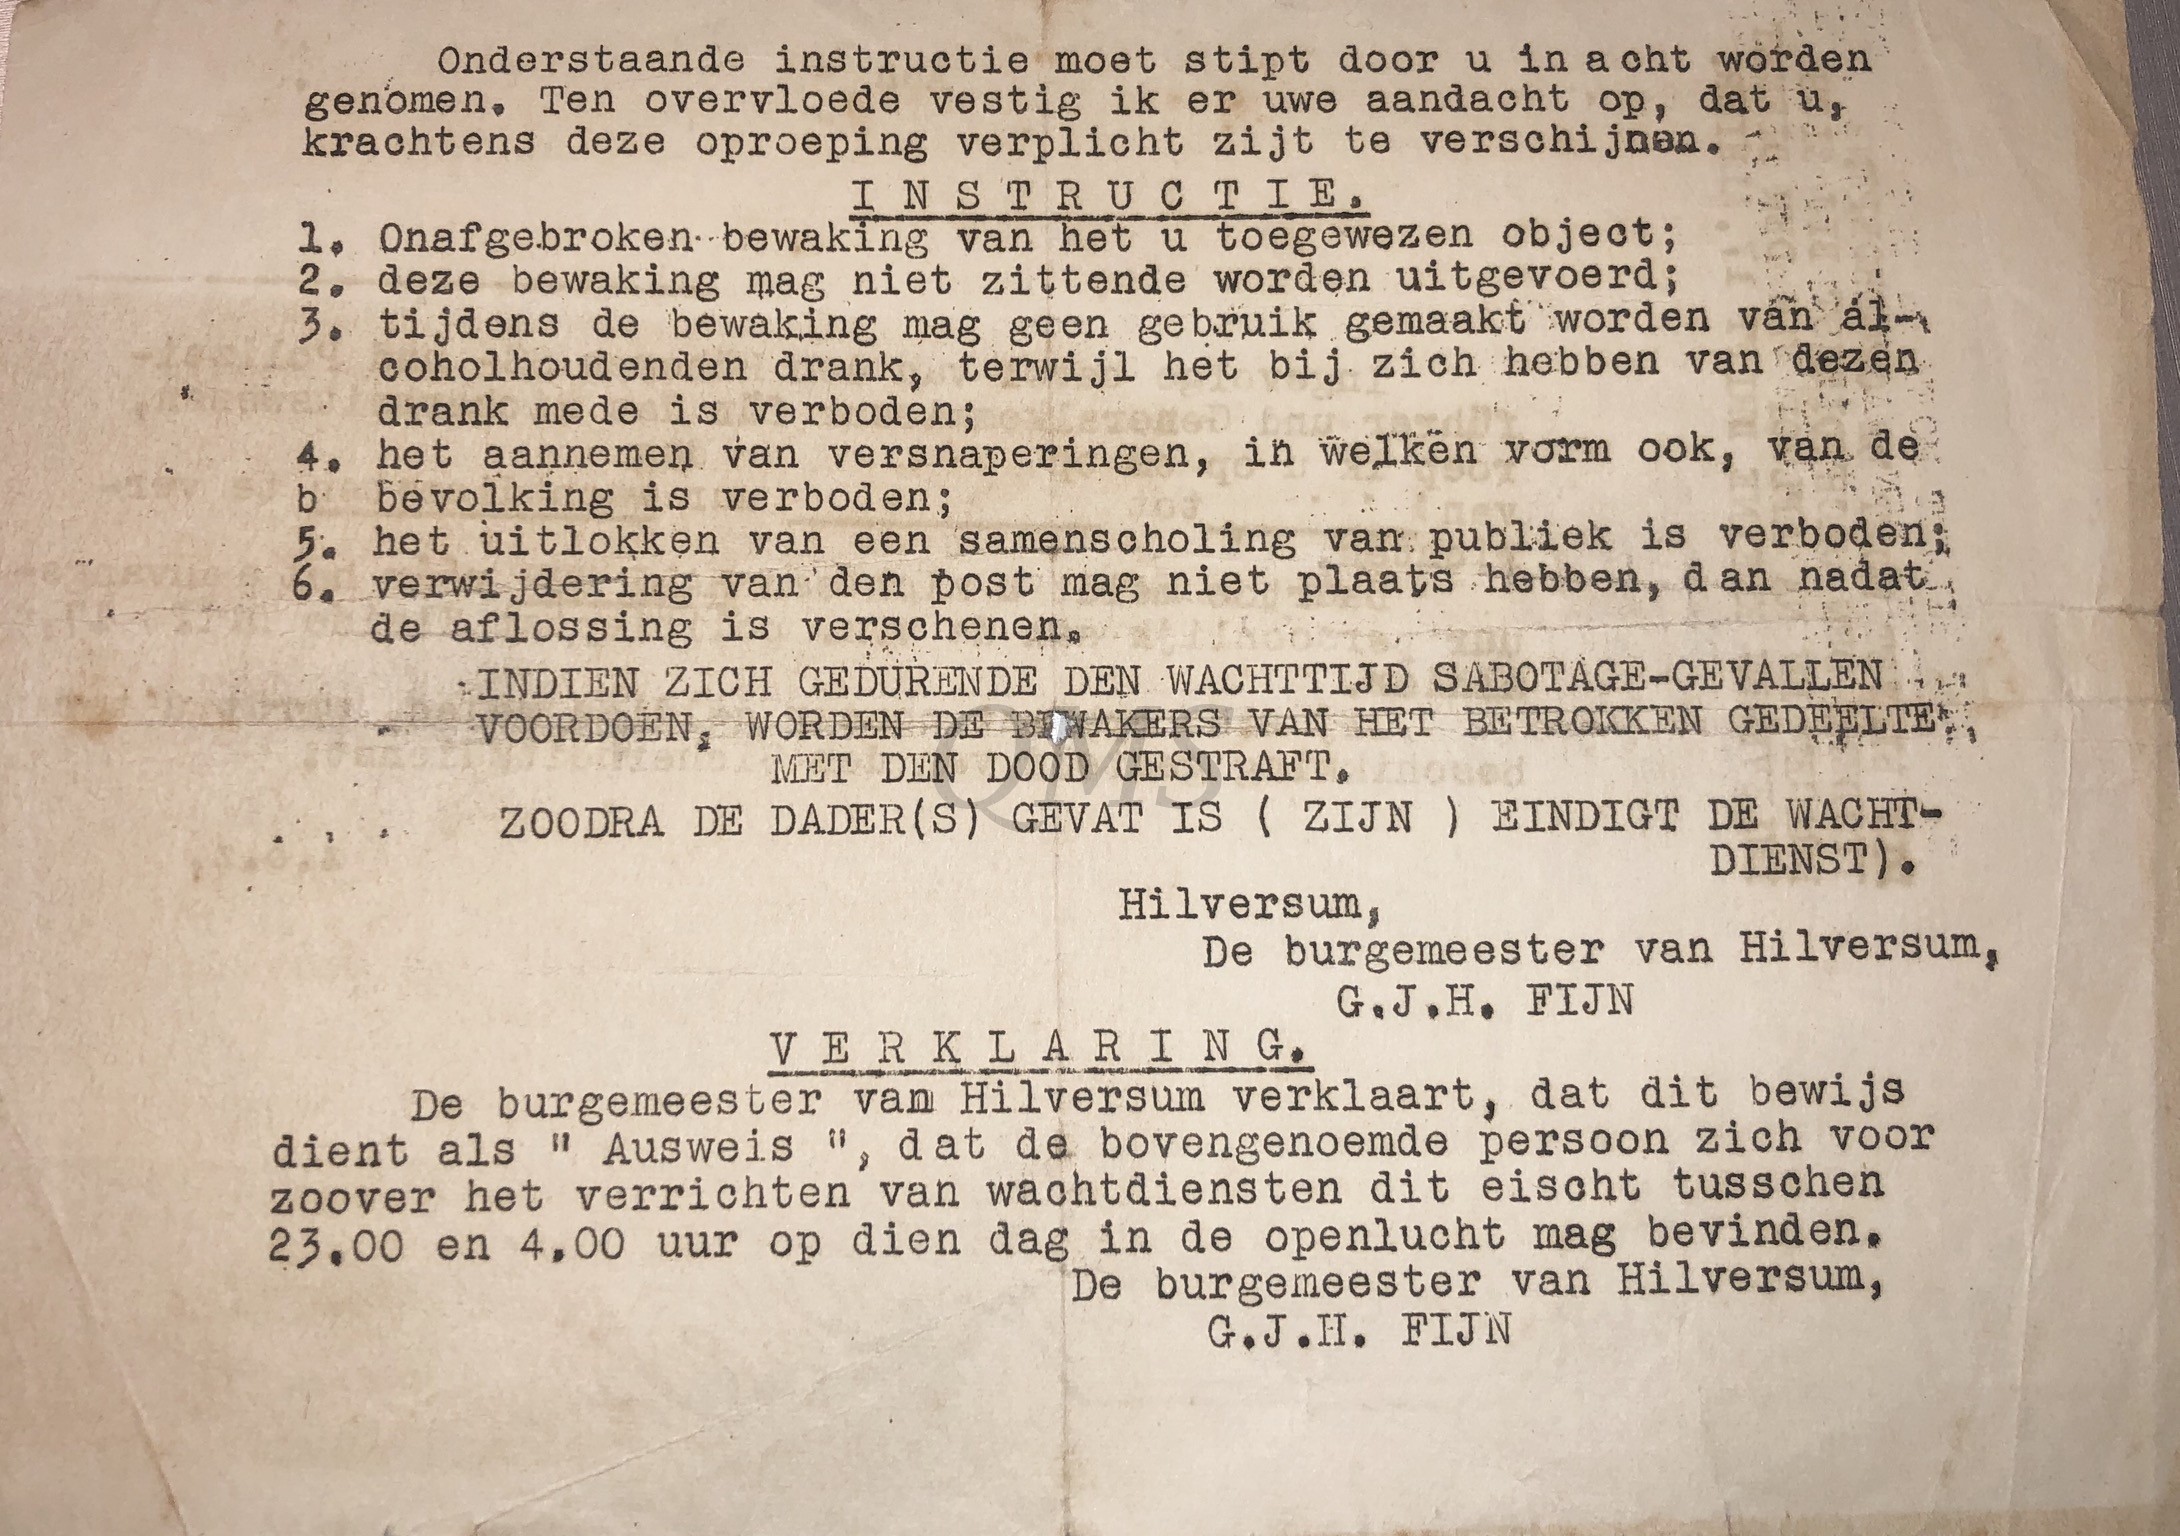 Onderstaande instructie moet stipt door u in acht worden
genomen. Ten overvloede vestig ik er uwe aandacht op, dat u,
krachtens deze oproeping verplicht zijt te verschijnen.
INSTRUCTIE.
1. Onafgebroken bewaking van het u toegewezen object;
2. deze bewaking mag niet zittende worden uitgevoerd;
3. tijdens de bewaking mag geen gebruik gemaakt worden van al-
coholhoudenden drank, terwijl het bij zich hebben van dezen
drank mede is verboden;
4. het aannemen van versnaperingen, in welken vorm ook, van de
b bevolking is verboden;
5. het uitlokken van een samenscholing van publiek is verboden;
6. verwijdering van den post mag niet plaats hebben, dan nadat
de aflossing is verschenen.
INDIEN ZICH GEDURENDE DEN WACHTTIJD SABOTAGE-GEVALLEN
VOORDOEN, WORDEN DE BEWAKERS VAN HET BETROKKEN GEDEELTE
MET DEN DOOD GESTRAFT.
ZOODRA DE DADER(S) GEVAT IS ( ZIJN ) EINDIGT DE WACHT-
DIENST).
Hilversum,
De burgemeester van Hilversum,
G.J.H. FIJN
VERKLARING.
De burgemeester van Hilversum verklaart, dat dit bewijs
dient als " Ausweis ", dat de bovengenoemde persoon zich voor
zoover het verrichten van wachtdiensten dit eischt tusschen
23.00 en 4.00 uur op dien dag in de openlucht mag bevinden.
De burgemeester van Hilversum,
G.J.H. FIJN
QMS